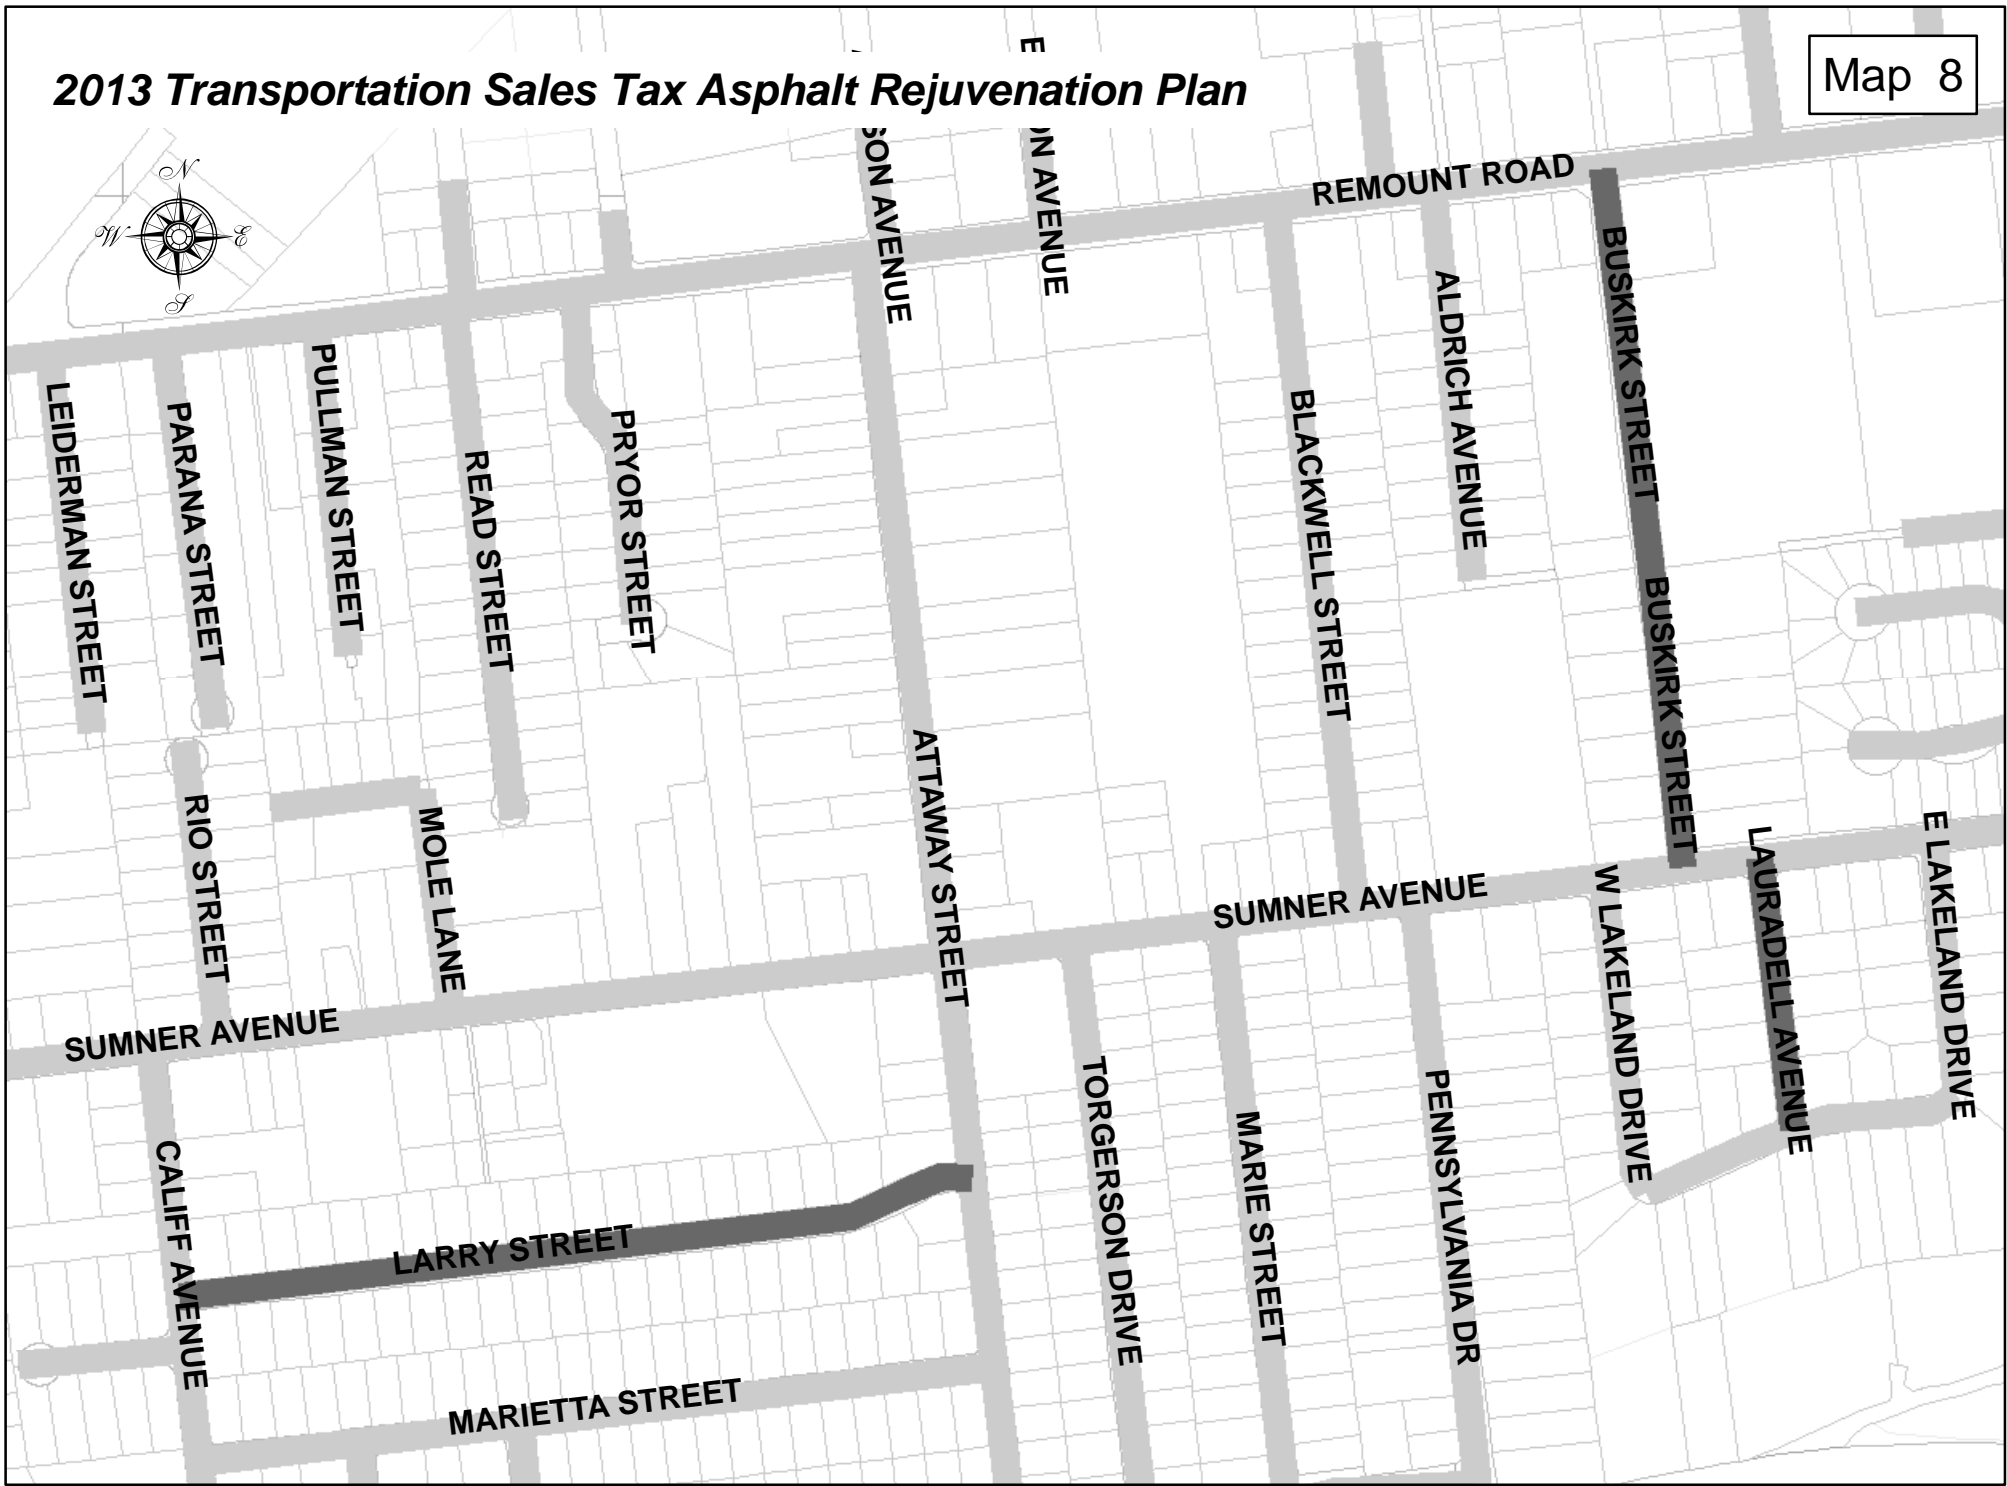 2013 Transportation Sales Tax Asphalt Rejuvenation Plan
Map 8
N
W E
S
SON AVENUE
ON AVENUE
REMOUNT ROAD
BUSKIRK STREET
ALDRICH AVENUE
PULLMAN STREET
LEIDERMAN STREET
PARANA STREET
BLACKWELL STREET
PRYOR STREET
READ STREET
BUSKIRK STREET
ATTAWAY STREET
RIO STREET
MOLE LANE
E LAKELAND DRIVE
LAURADELL AVENUE
W LAKELAND DRIVE
SUMNER AVENUE
SUMNER AVENUE
TORGERSON DRIVE
PENNSYLVANIA DR
MARIE STREET
CALIFF AVENUE
LARRY STREET
MARIETTA STREET